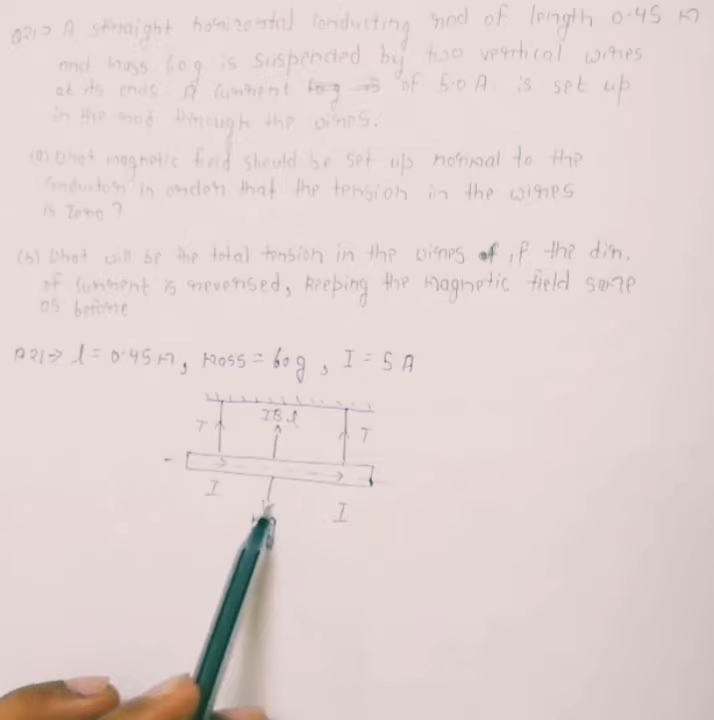 Q21→ A straight horizontal conducting rod of length 0.45 M
and mass 60g is suspended by two vertical wires
at its ends A current of 5.0 A. is set up
in the rod through the wires.
(a) What magnetic field should be set up normal to the
conductor in order that the tension in the wires
is zero?
(b) What will be the total tension in the wires if the dirn.
of current is reversed, keeping the magnetic field same
as before
A21→ l = 0.45M, Mass = 60g, I = 5 A
IBl
T T
I I